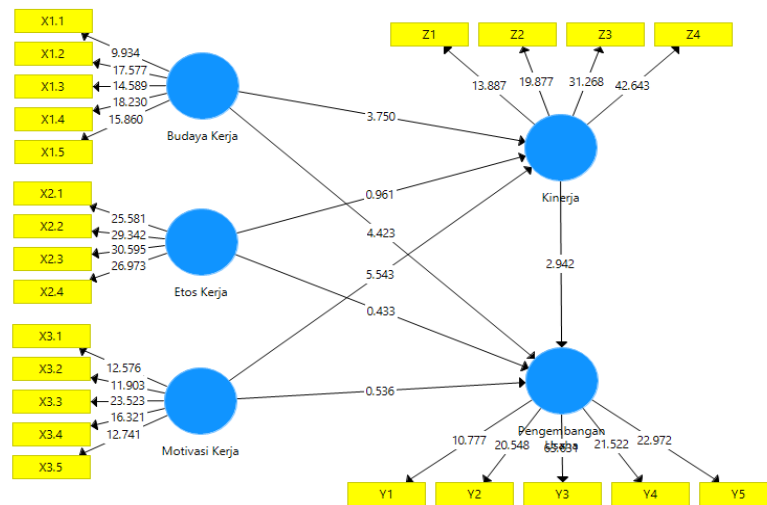 X1.1
X1.2
X1.3
X1.4
X1.5
9.934
17.577
14.589
18.230
15.860
Budaya Kerja
X2.1
X2.2
X2.3
X2.4
25.581
29.342
30.595
26.973
Etos Kerja
X3.1
X3.2
X3.3
X3.4
X3.5
12.576
11.903
23.523
16.321
12.741
Motivasi Kerja
3.750
0.961
4.423
5.543
0.433
0.536
Z1
Z2
Z3
Z4
13.887
19.877
31.268
42.643
Kinerja
2.942
Pengembangan
10.777
20.548
21.522
22.972
Y1
Y2
Y3
Y4
Y5